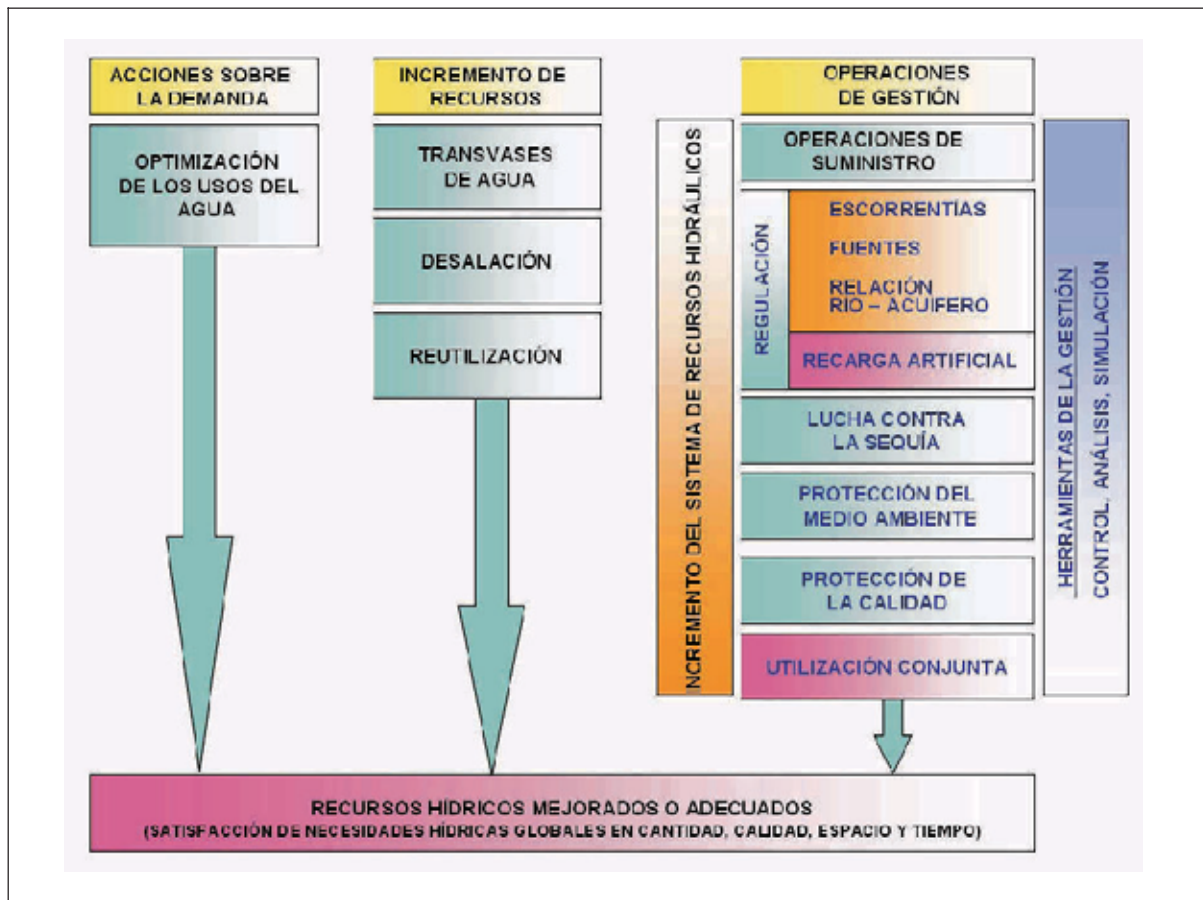 ACCIONES SOBRE
LA DEMANDA
OPTIMIZACIÓN
DE LOS USOS DEL
AGUA
INCREMENTO DE
RECURSOS
TRANSVASES
DE AGUA
DESALACIÓN
REUTILIZACIÓN
INCREMENTO DEL SISTEMA DE RECURSOS HIDRÁULICOS
OPERACIONES
DE GESTIÓN
OPERACIONES DE
SUMINISTRO
REGULACIÓN
ESCORRENTÍAS
FUENTES
RELACIÓN
RIO – ACUIFERO
RECARGA ARTIFICIAL
LUCHA CONTRA
LA SEQUÍA
PROTECCIÓN DEL
MEDIO AMBIENTE
PROTECCIÓN DE
LA CALIDAD
UTILIZACIÓN CONJUNTA
HERRAMIENTAS DE LA GESTIÓN
CONTROL, ANÁLISIS, SIMULACIÓN
RECURSOS HÍDRICOS MEJORADOS O ADECUADOS
(SATISFACCIÓN DE NECESIDADES HÍDRICAS GLOBALES EN CANTIDAD, CALIDAD, ESPACIO Y TIEMPO)